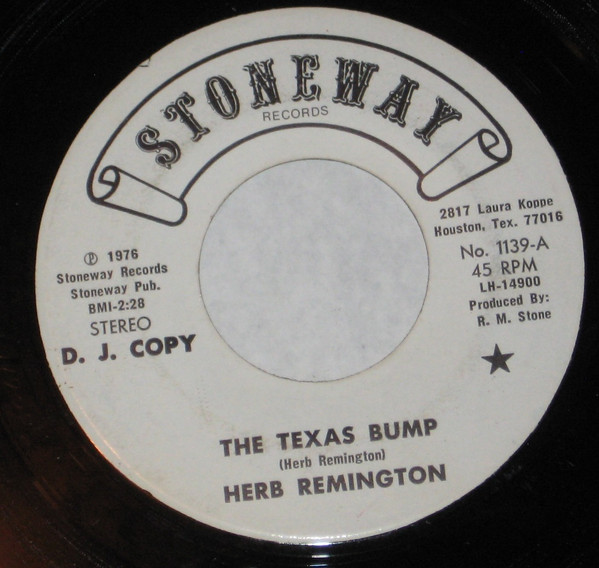 STONEWAY
RECORDS
℗ 1976
Stoneway Records
Stoneway Pub.
BMI-2:28
STEREO
D. J. COPY
2817 Laura Koppe
Houston, Tex. 77016
No. 1139-A
45 RPM
LH-14900
Produced By:
R. M. Stone
THE TEXAS BUMP
(Herb Remington)
HERB REMINGTON